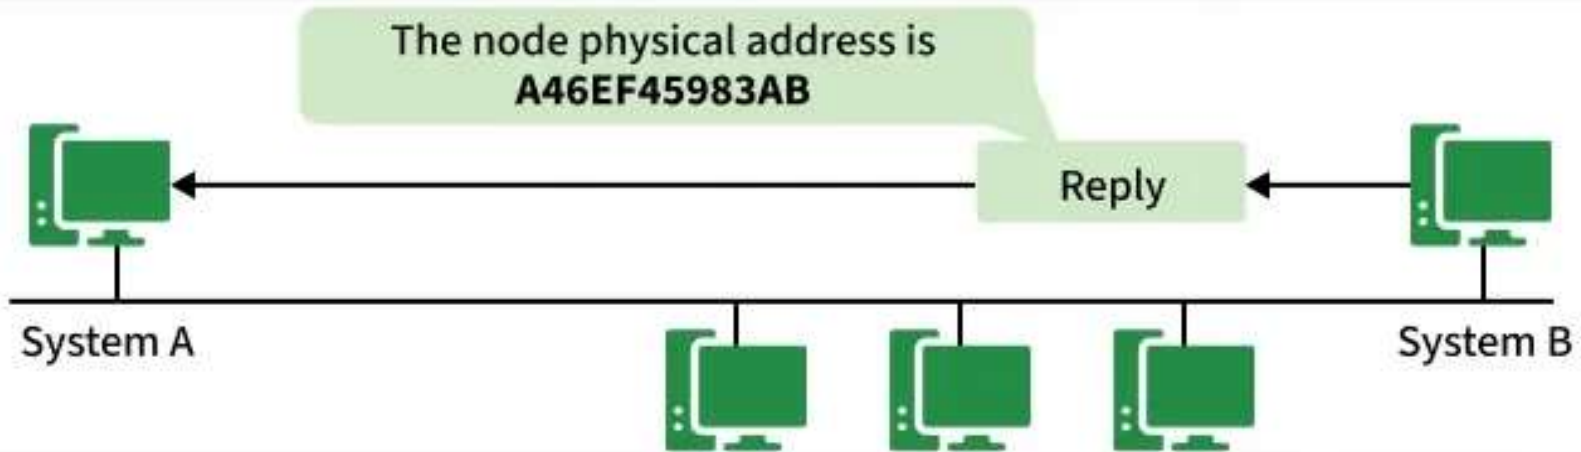 The node physical address is
A46EF45983AB
Reply
System A
System B